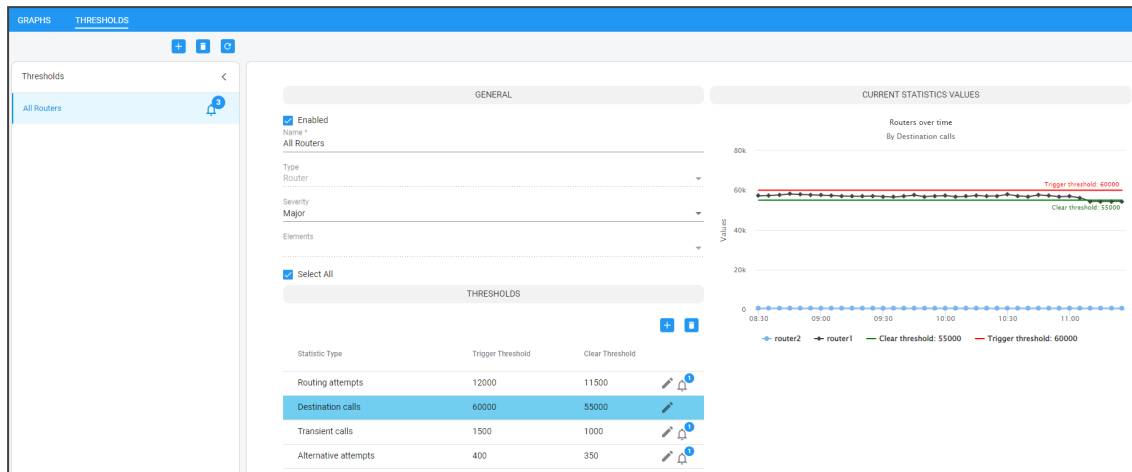 GRAPHS THRESHOLDS
Thresholds
All Routers 3
GENERAL
Enabled
Name *
All Routers
Type
Router
Severity
Major
Elements
Select All
THRESHOLDS
Statistic Type Trigger Threshold Clear Threshold
Routing attempts 12000 11500 1
Destination calls 60000 55000
Transient calls 1500 1000 1
Alternative attempts 400 350 1
CURRENT STATISTICS VALUES
Routers over time
By Destination calls
80k
Trigger threshold: 60000
60k
Clear threshold: 55000
Values
40k
20k
0
08:30 09:00 09:30 10:00 10:30 11:00
router2 router1 Clear threshold: 55000 Trigger threshold: 60000